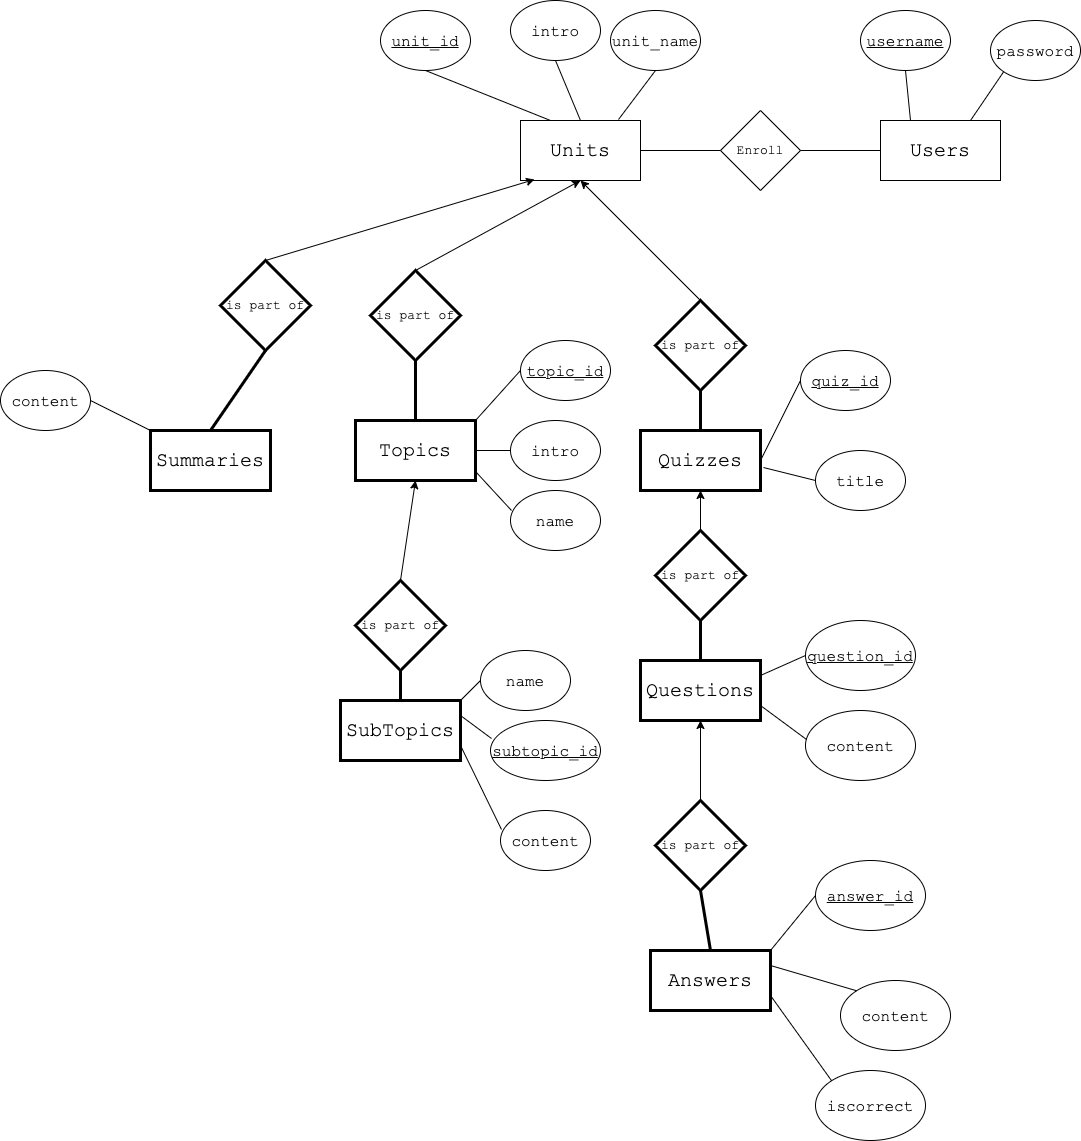 unit_id
intro
unit_name
username
password
Units
Enroll
Users
is part of
is part of
is part of
topic_id
quiz_id
content
Summaries
Topics
intro
Quizzes
title
name
is part of
is part of
name
question_id
Questions
SubTopics
subtopic_id
content
content
is part of
answer_id
Answers
content
iscorrect